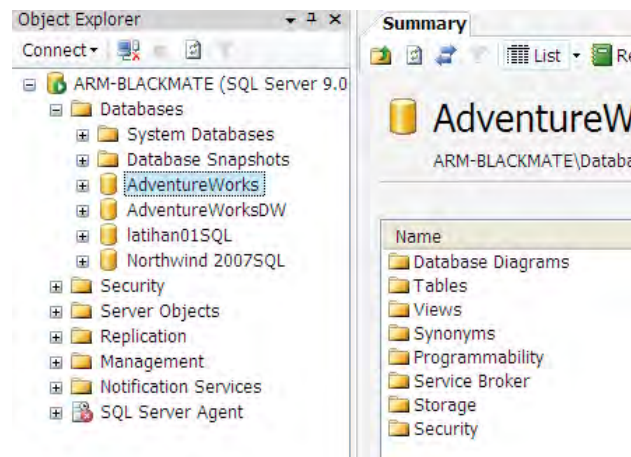 Object Explorer
Connect
ARM-BLACKMATE (SQL Server 9.0
Databases
System Databases
Database Snapshots
AdventureWorks
AdventureWorksDW
latihan01SQL
Northwind 2007SQL
Security
Server Objects
Replication
Management
Notification Services
SQL Server Agent
Summary
List
Re
AdventureW
ARM-BLACKMATE\Databa
Name
Database Diagrams
Tables
Views
Synonyms
Programmability
Service Broker
Storage
Security